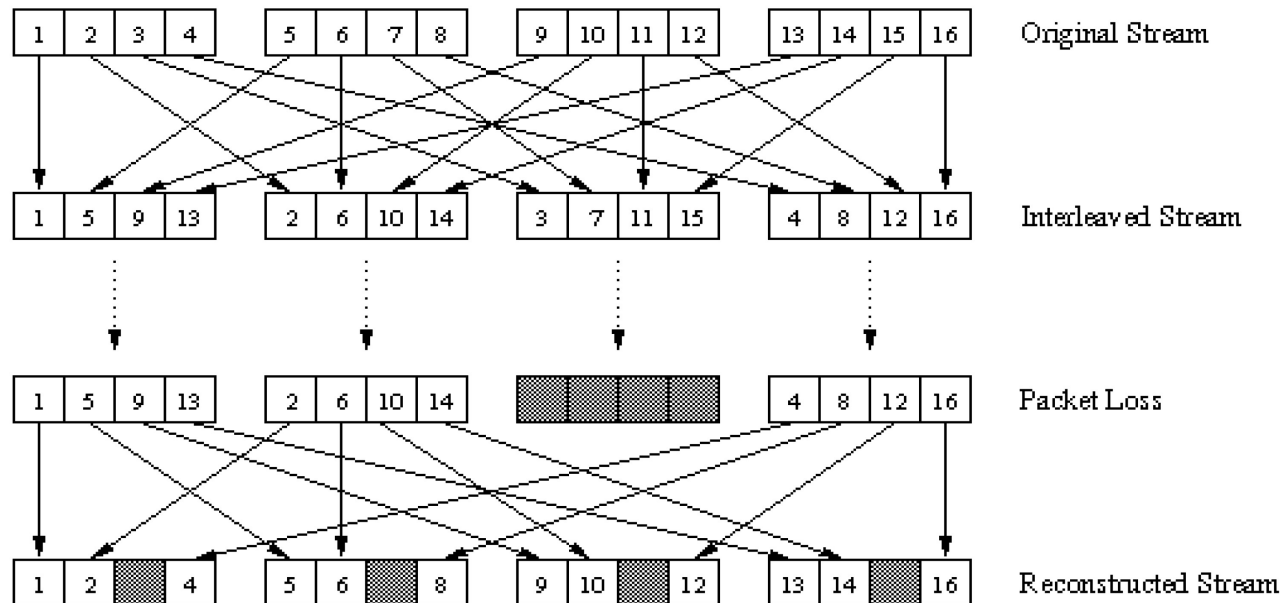 1 2 3 4 5 6 7 8 9 10 11 12 13 14 15 16 Original Stream
1 5 9 13 2 6 10 14 3 7 11 15 4 8 12 16 Interleaved Stream
1 5 9 13 2 6 10 14 4 8 12 16 Packet Loss
1 2 4 5 6 8 9 10 12 13 14 16 Reconstructed Stream